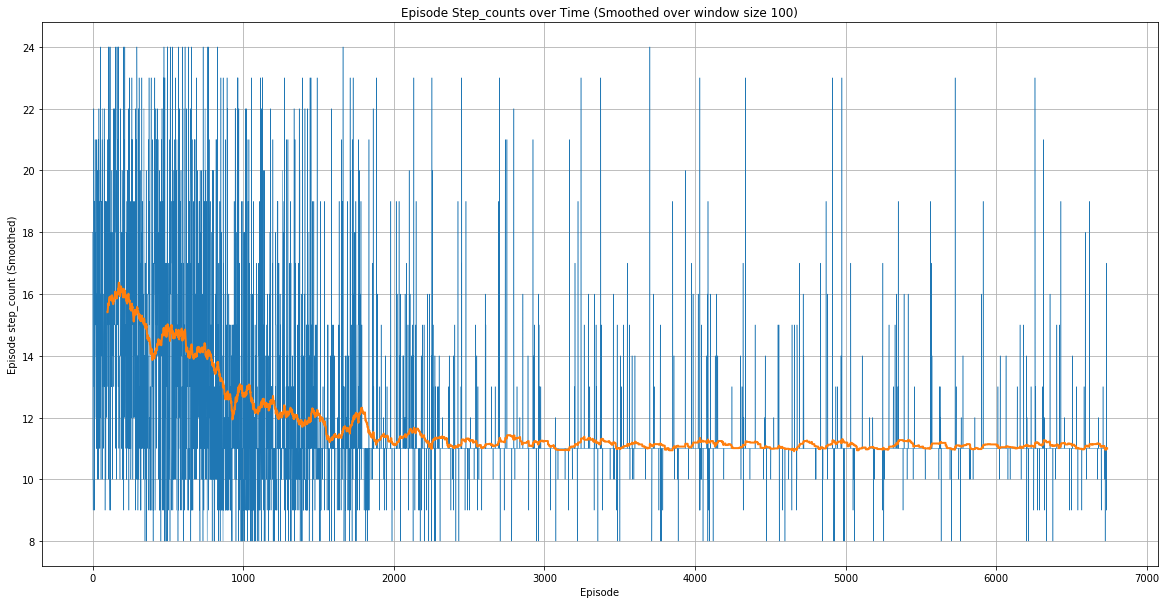 Episode Step_counts over Time (Smoothed over window size 100)
24
22
20
18
16
14
12
10
8
Episode step_count (Smoothed)
0 1000 2000 3000 4000 5000 6000 7000
Episode